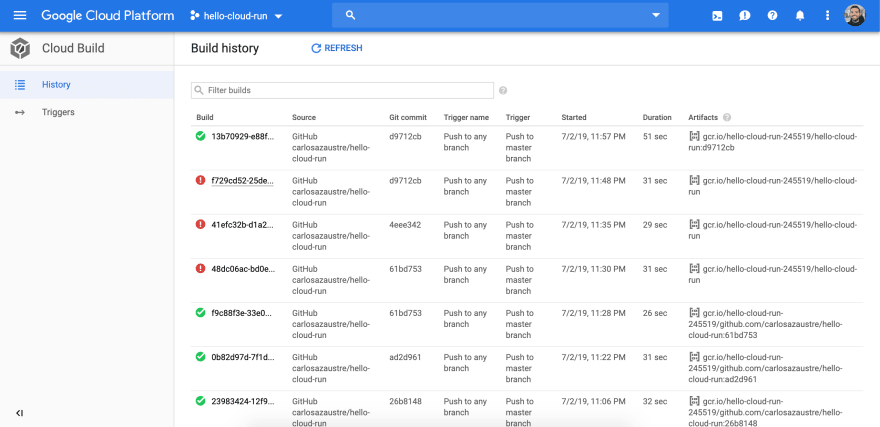 Google Cloud Platform hello-cloud-run
Cloud Build
Build history REFRESH
History
Triggers
Filter builds
Build Source Git commit Trigger name Trigger Started Duration Artifacts
13b70929-e88f... GitHub d9712cb Push to any Push to 7/2/19, 11:57 PM 51 sec gcr.io/hello-cloud-run-245519/hello-cloud-
carlosazaustre/hello- branch master run:d9712cb
cloud-run branch
f729cd52-25de... GitHub d9712cb Push to any Push to 7/2/19, 11:48 PM 31 sec gcr.io/hello-cloud-run-245519/hello-cloud-
carlosazaustre/hello- branch master run
cloud-run branch
41efc32b-d1a2... GitHub 4eee342 Push to any Push to 7/2/19, 11:35 PM 29 sec gcr.io/hello-cloud-run-245519/hello-cloud-
carlosazaustre/hello- branch master run
cloud-run branch
48dc06ac-bd0e... GitHub 61bd753 Push to any Push to 7/2/19, 11:30 PM 31 sec gcr.io/hello-cloud-run-245519/hello-cloud-
carlosazaustre/hello- branch master run
cloud-run branch
f9c88f3e-33e0... GitHub 61bd753 Push to any Push to 7/2/19, 11:28 PM 26 sec gcr.io/hello-cloud-run-
carlosazaustre/hello- branch master 245519/github.com/carlosazaustre/hello-
cloud-run branch cloud-run:61bd753
0b82d97d-7f1d... GitHub ad2d961 Push to any Push to 7/2/19, 11:22 PM 31 sec gcr.io/hello-cloud-run-
carlosazaustre/hello- branch master 245519/github.com/carlosazaustre/hello-
cloud-run branch cloud-run:ad2d961
23983424-12f9... GitHub 26b8148 Push to any Push to 7/2/19, 11:06 PM 32 sec gcr.io/hello-cloud-run-
carlosazaustre/hello- branch master 245519/github.com/carlosazaustre/hello-
cloud-run branch cloud-run:26b8148